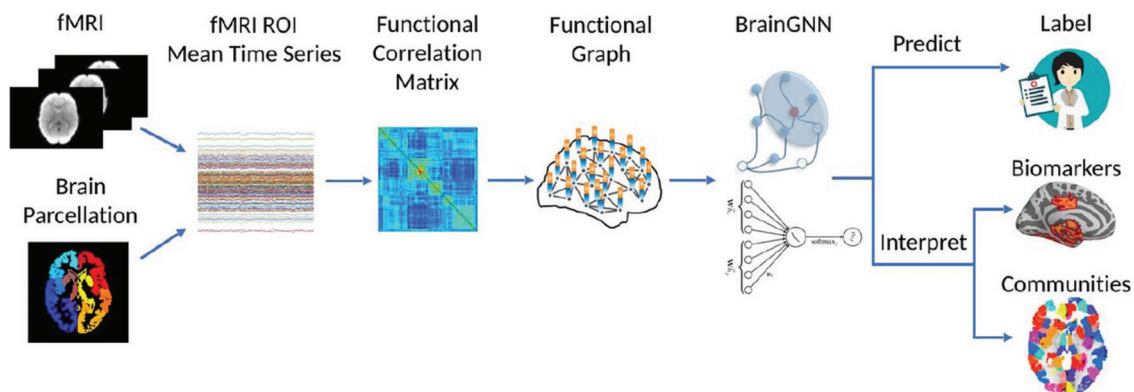 fMRI
fMRI ROI
Mean Time Series
Functional
Correlation
Matrix
Functional
Graph
BrainGNN
Predict
Label
Brain
Parcellation
softmax
Interpret
Biomarkers
Communities